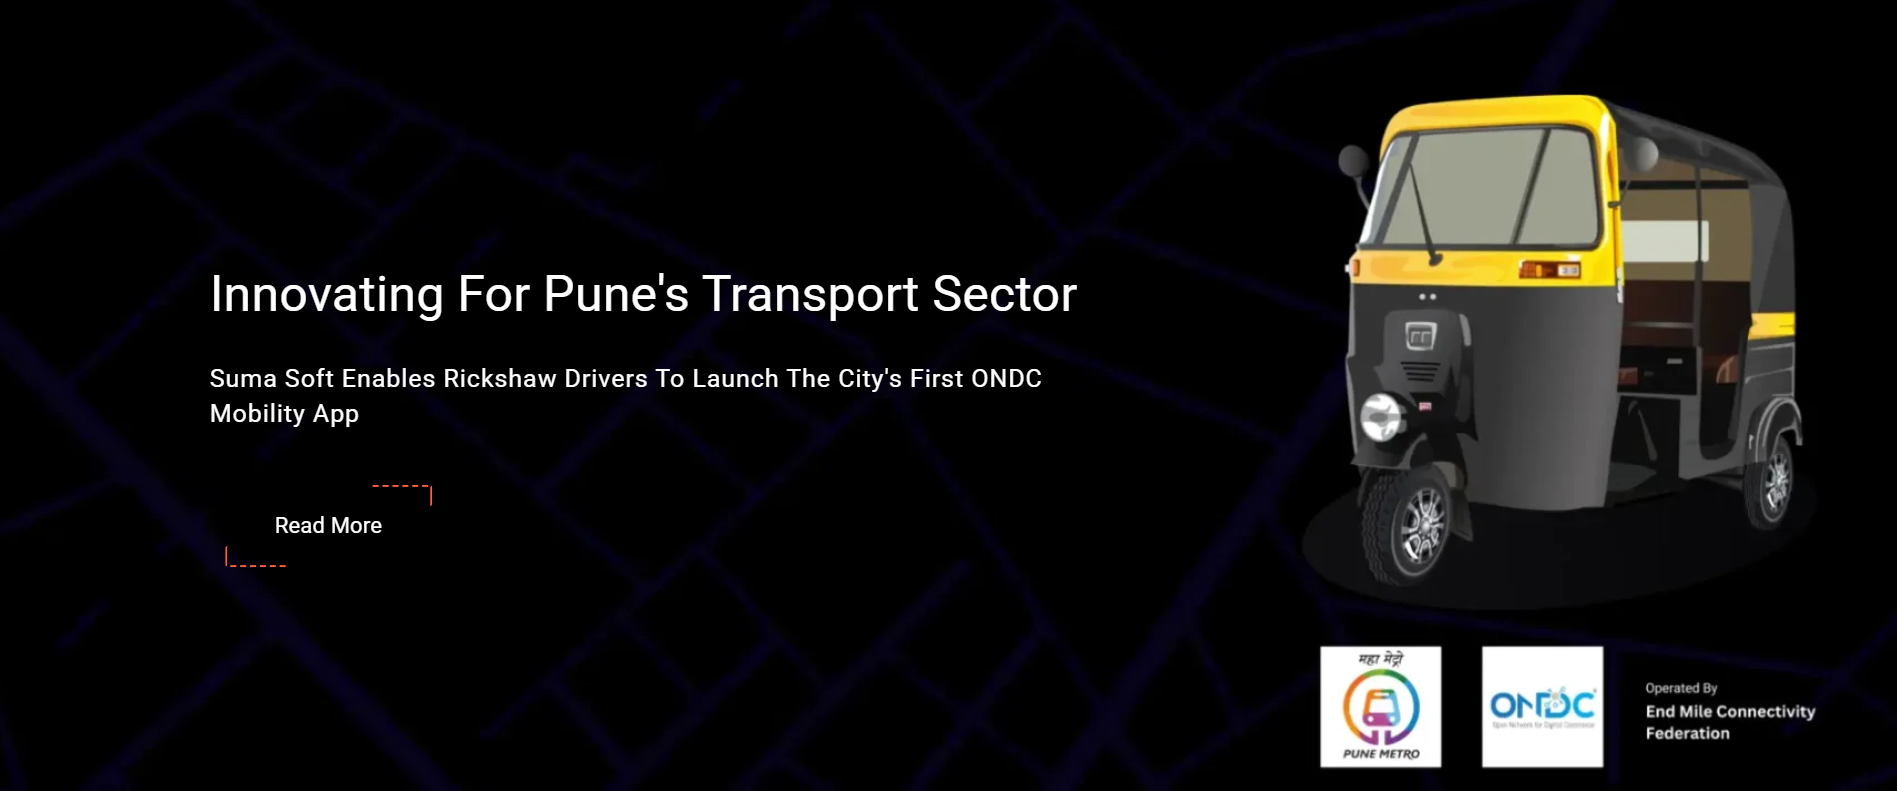 Innovating For Pune's Transport Sector
Suma Soft Enables Rickshaw Drivers To Launch The City's First ONDC
Mobility App
Read More
महा मेट्रो
PUNE METRO
ONDC
Open Network for Digital Commerce
Operated By
End Mile Connectivity
Federation